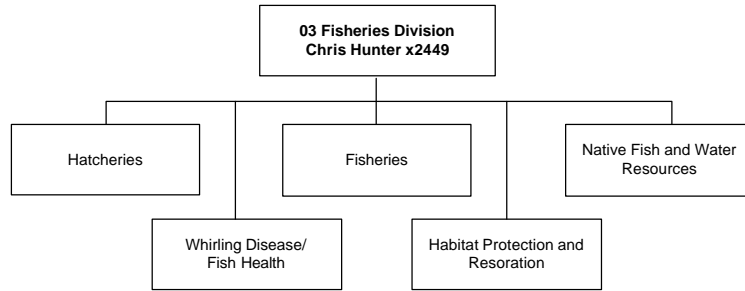 03 Fisheries Division
Chris Hunter x2449
Hatcheries
Fisheries
Native Fish and Water
Resources
Whirling Disease/
Fish Health
Habitat Protection and
Resoration